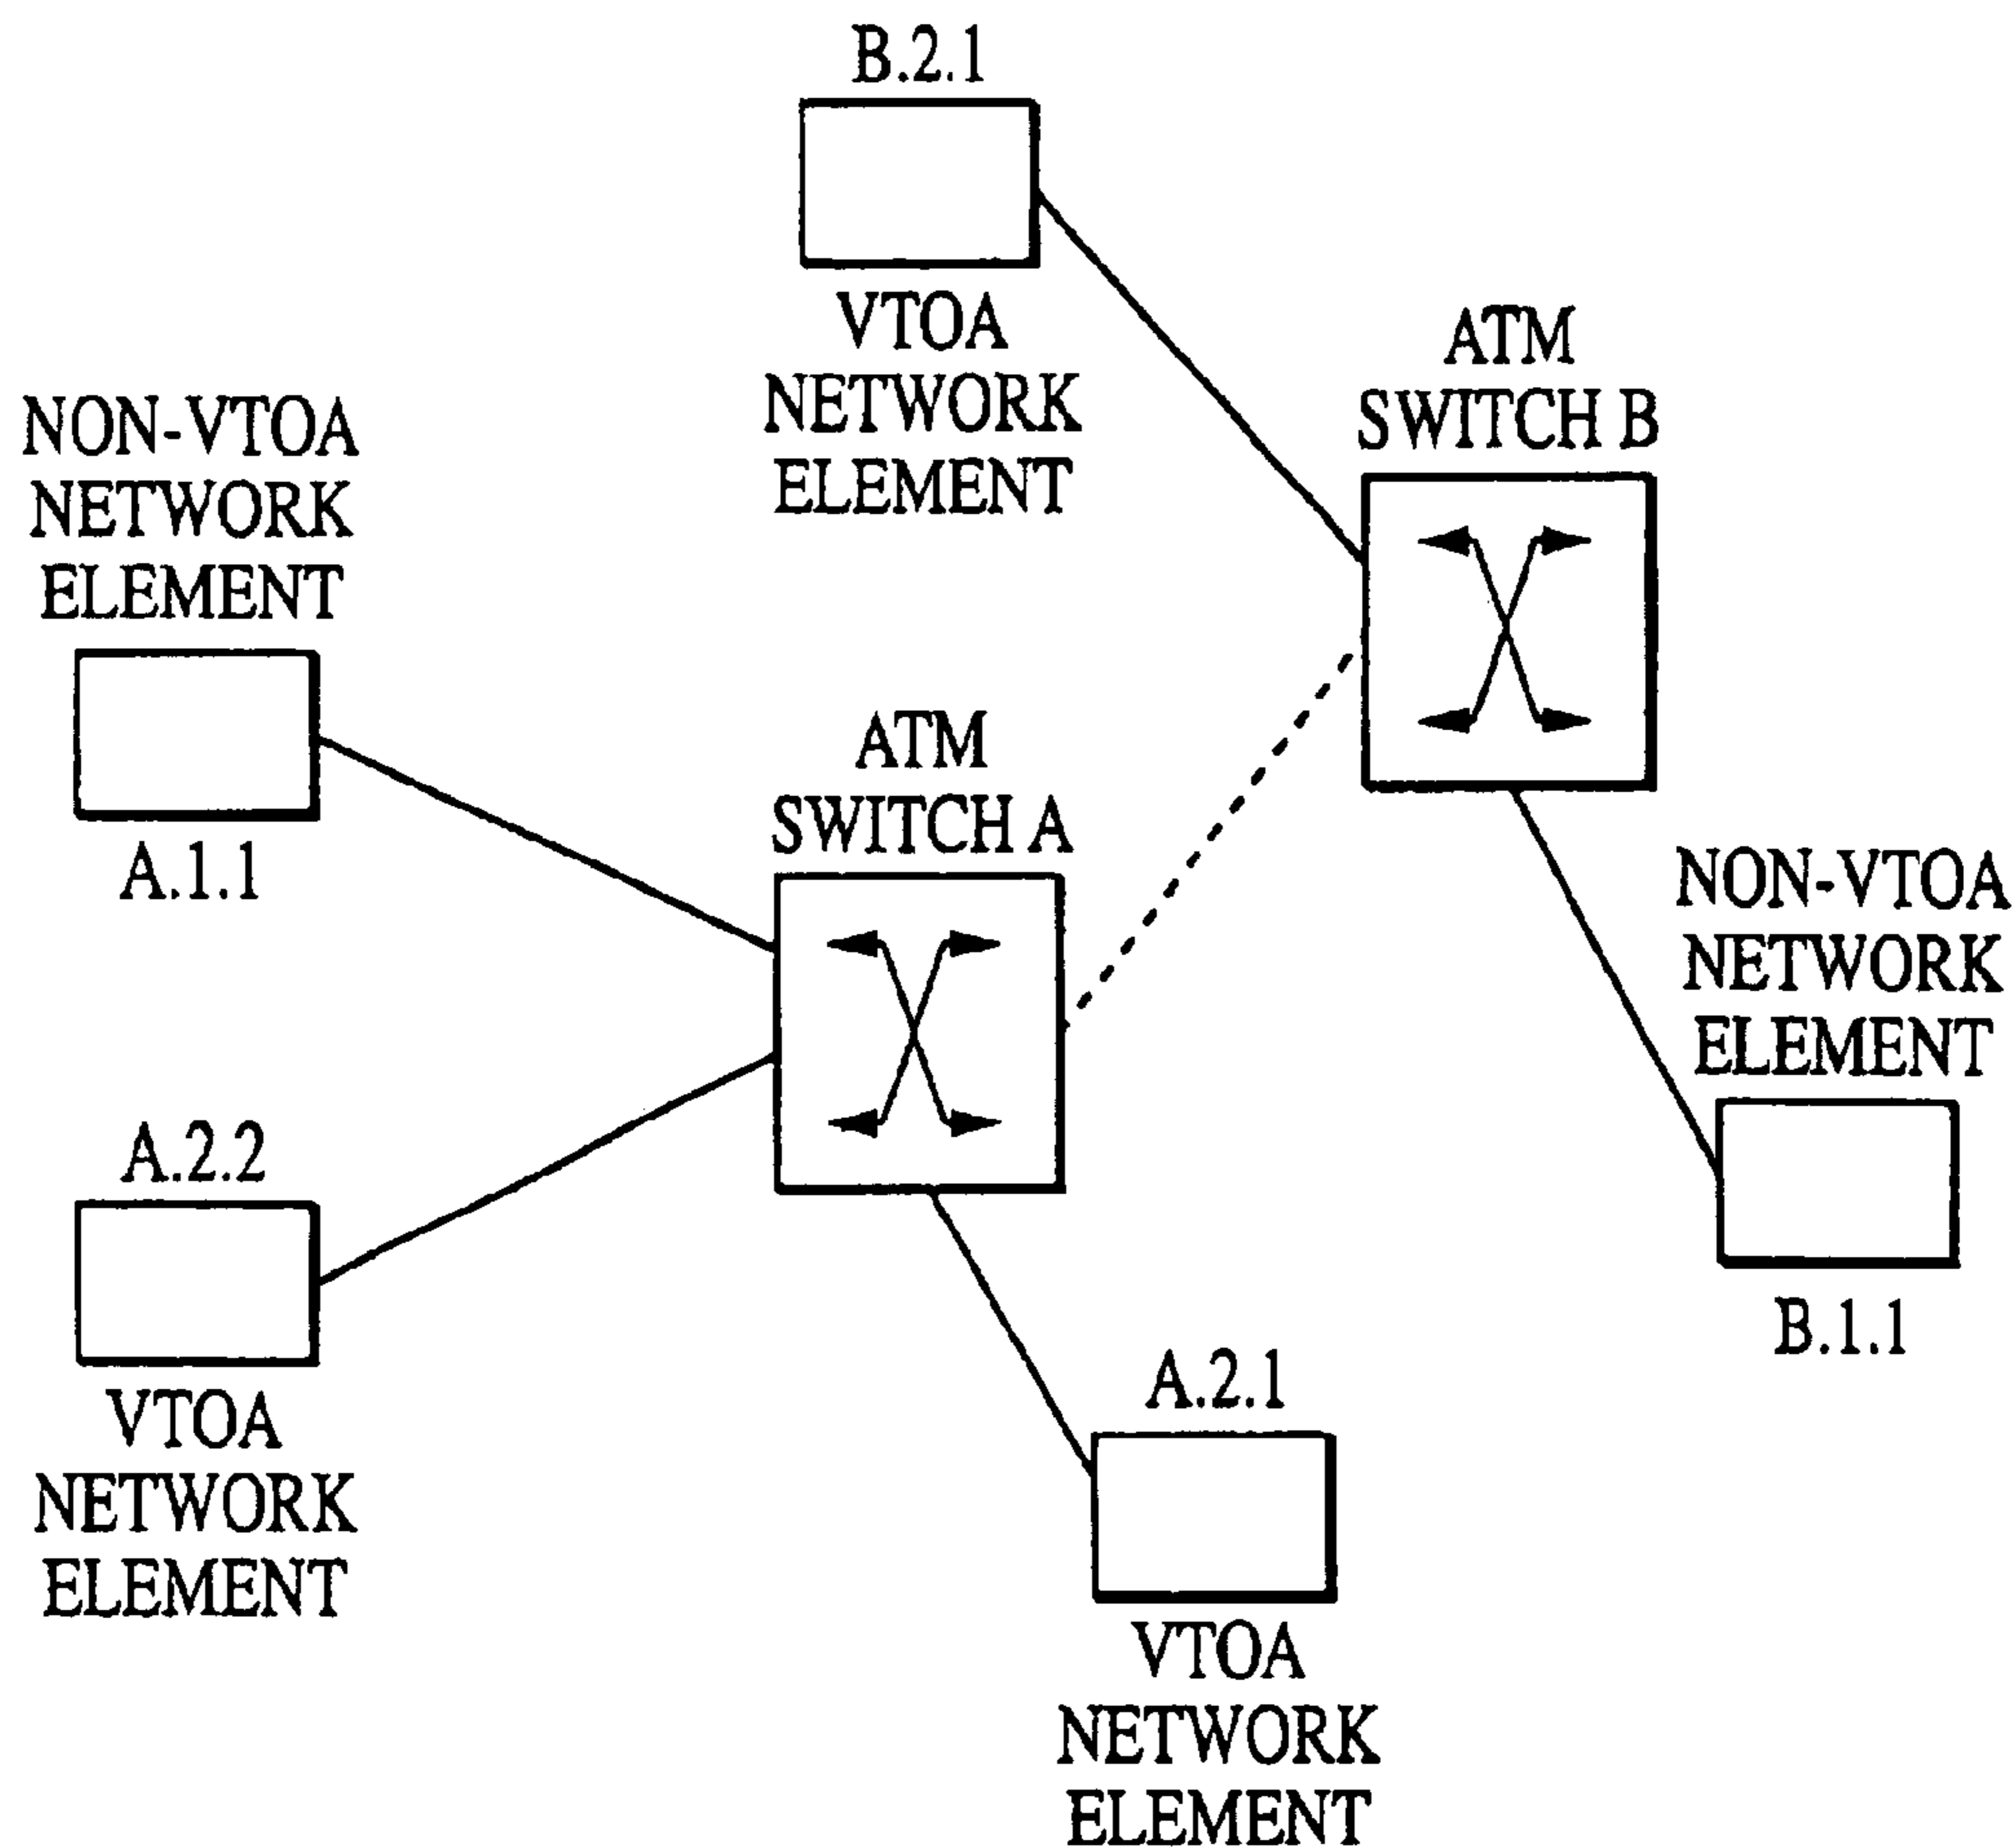 B.2.1
VTOA
NETWORK
ELEMENT
ATM
SWITCH B
NON-VTOA
NETWORK
ELEMENT
A.1.1
ATM
SWITCH A
NON-VTOA
NETWORK
ELEMENT
B.1.1
A.2.2
VTOA
NETWORK
ELEMENT
A.2.1
VTOA
NETWORK
ELEMENT